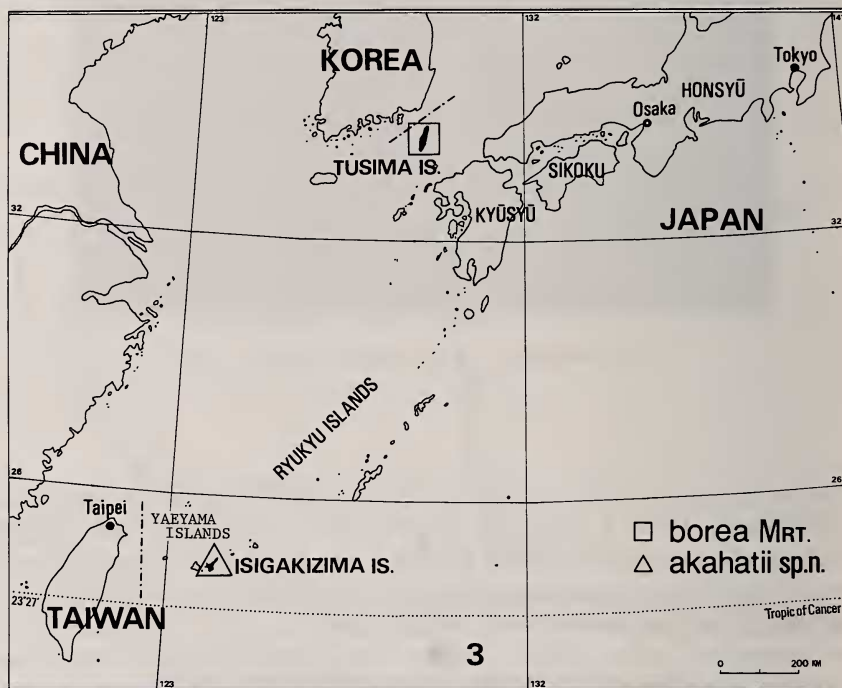 123
132
141
KOREA
Tokyo
HONSYŪ
Osaka
CHINA
TUSIMA IS.
SIKOKU
KYŪSYŪ
32
JAPAN
32
RYUKYU ISLANDS
26
26
Taipei
YAEYAMA
ISLANDS
□ borea MRT.
ISIGAKIZIMA IS.
△ akahatii sp.n.
23°27'
TAIWAN
Tropic of Cancer
3
0 200 KM
123
132